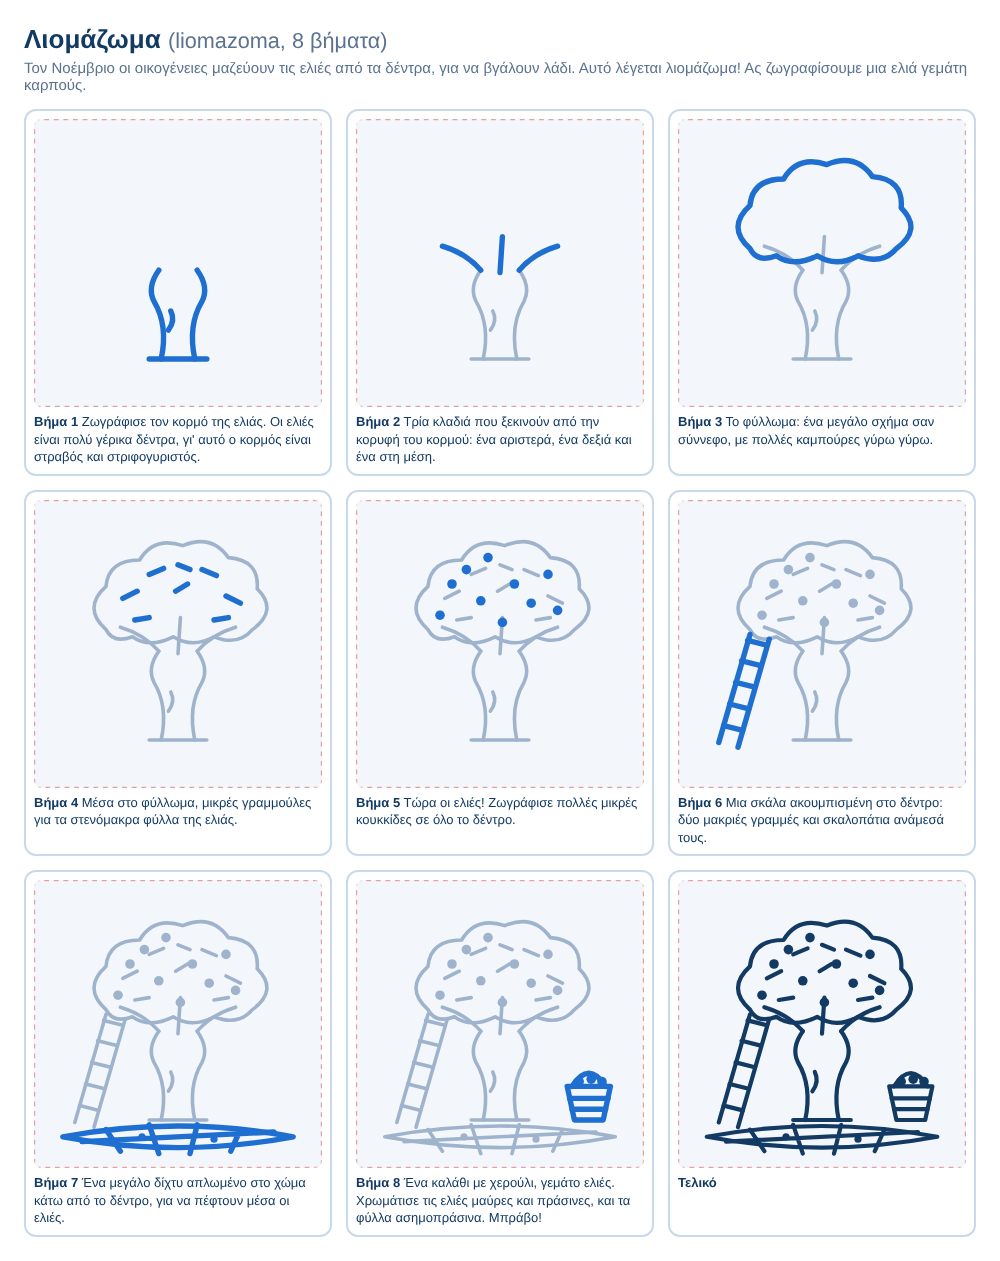 Λιομάζωμα (liomazoma, 8 βήματα)
Τον Νοέμβριο οι οικογένειες μαζεύουν τις ελιές από τα δέντρα, για να βγάλουν λάδι. Αυτό λέγεται λιομάζωμα! Ας ζωγραφίσουμε μια ελιά γεμάτη
καρπούς.
Βήμα 1 Ζωγράφισε τον κορμό της ελιάς. Οι ελιές
είναι πολύ γέρικα δέντρα, γι' αυτό ο κορμός είναι
στραβός και στριφογυριστός.
Βήμα 2 Τρία κλαδιά που ξεκινούν από την
κορυφή του κορμού: ένα αριστερά, ένα δεξιά και
ένα στη μέση.
Βήμα 3 Το φύλλωμα: ένα μεγάλο σχήμα σαν
σύννεφο, με πολλές καμπούρες γύρω γύρω.
Βήμα 4 Μέσα στο φύλλωμα, μικρές γραμμούλες
για τα στενόμακρα φύλλα της ελιάς.
Βήμα 5 Τώρα οι ελιές! Ζωγράφισε πολλές μικρές
κουκκίδες σε όλο το δέντρο.
Βήμα 6 Μια σκάλα ακουμπισμένη στο δέντρο:
δύο μακριές γραμμές και σκαλοπάτια ανάμεσά
τους.
Βήμα 7 Ένα μεγάλο δίχτυ απλωμένο στο χώμα
κάτω από το δέντρο, για να πέφτουν μέσα οι
ελιές.
Βήμα 8 Ένα καλάθι με χερούλι, γεμάτο ελιές.
Χρωμάτισε τις ελιές μαύρες και πράσινες, και τα
φύλλα ασημοπράσινα. Μπράβο!
Τελικό